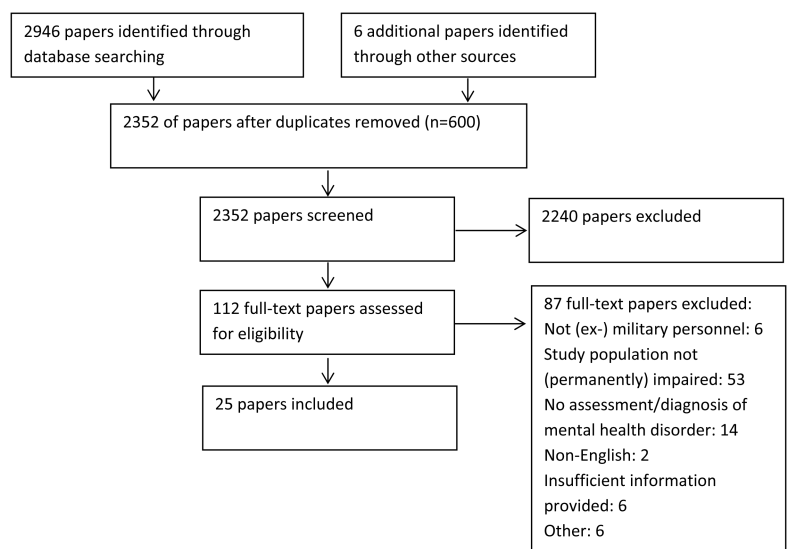 2946 papers identified through
database searching
6 additional papers identified
through other sources
2352 of papers after duplicates removed (n=600)
2352 papers screened
2240 papers excluded
112 full-text papers assessed
for eligibility
87 full-text papers excluded:
Not (ex-) military personnel: 6
Study population not
(permanently) impaired: 53
No assessment/diagnosis of
mental health disorder: 14
Non-English: 2
Insufficient information
provided: 6
Other: 6
25 papers included